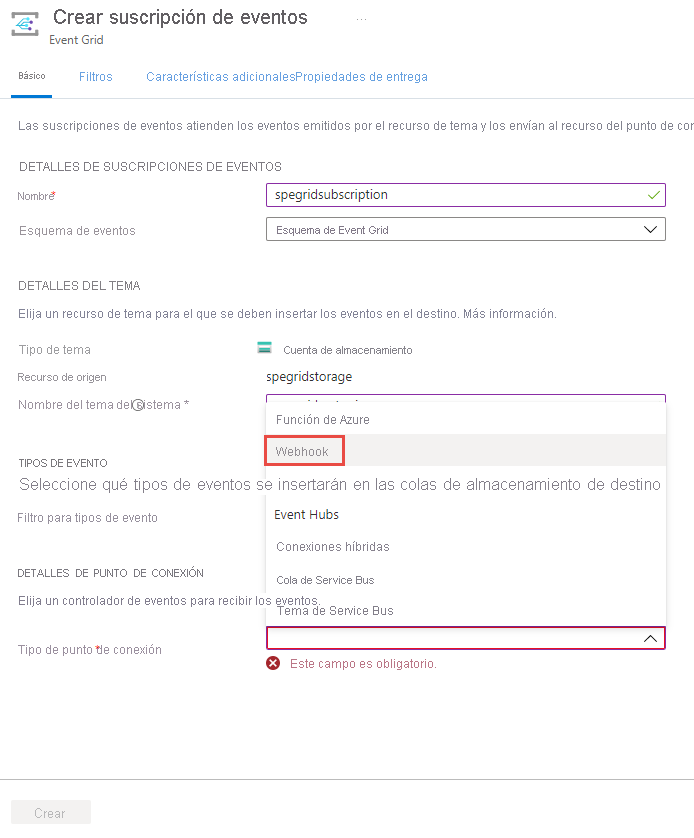 Crear suscripción de eventos ...
Event Grid
Básico Filtros Características adicionales Propiedades de entrega
Las suscripciones de eventos atienden los eventos emitidos por el recurso de tema y los envían al recurso del punto de con
DETALLES DE SUSCRIPCIONES DE EVENTOS
Nombre* spegridsubscription
Esquema de eventos Esquema de Event Grid
DETALLES DEL TEMA
Elija un recurso de tema para el que se deben insertar los eventos en el destino. Más información.
Tipo de tema Cuenta de almacenamiento
Recurso de origen spegridstorage
Nombre del tema del sistema *
Función de Azure
Webhook
TIPOS DE EVENTO
Seleccione qué tipos de eventos se insertarán en las colas de almacenamiento de destino
Filtro para tipos de evento
Event Hubs
Conexiones híbridas
DETALLES DE PUNTO DE CONEXIÓN
Cola de Service Bus
Elija un controlador de eventos para recibir los eventos.
Tema de Service Bus
Tipo de punto *de conexión
Este campo es obligatorio.
Crear